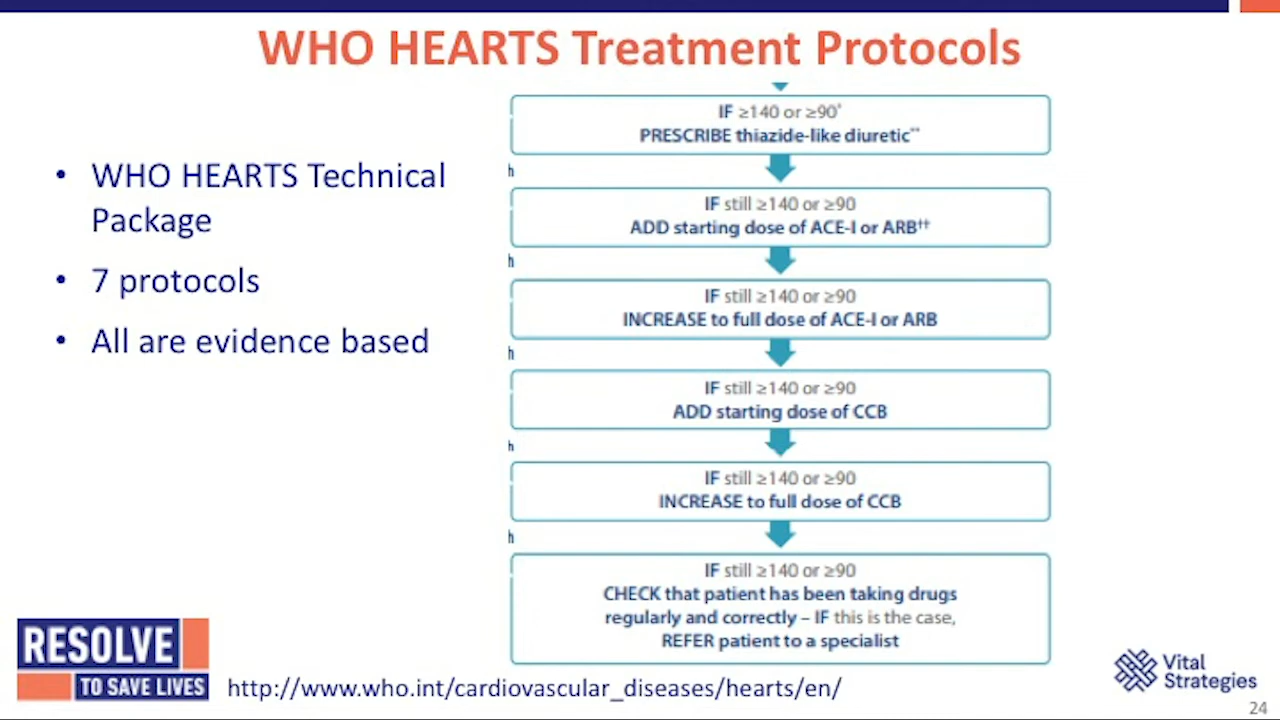 WHO HEARTS Treatment Protocols
• WHO HEARTS Technical
Package
• 7 protocols
• All are evidence based
IF ≥140 or ≥90*
PRESCRIBE thiazide-like diuretic**
h
IF still ≥140 or ≥90
ADD starting dose of ACE-I or ARB††
h
IF still ≥140 or ≥90
INCREASE to full dose of ACE-I or ARB
h
IF still ≥140 or ≥90
ADD starting dose of CCB
h
IF still ≥140 or ≥90
INCREASE to full dose of CCB
h
IF still ≥140 or ≥90
CHECK that patient has been taking drugs
regularly and correctly – IF this is the case,
REFER patient to a specialist
RESOLVE
TO SAVE LIVES
http://www.who.int/cardiovascular_diseases/hearts/en/
Vital
Strategies
24